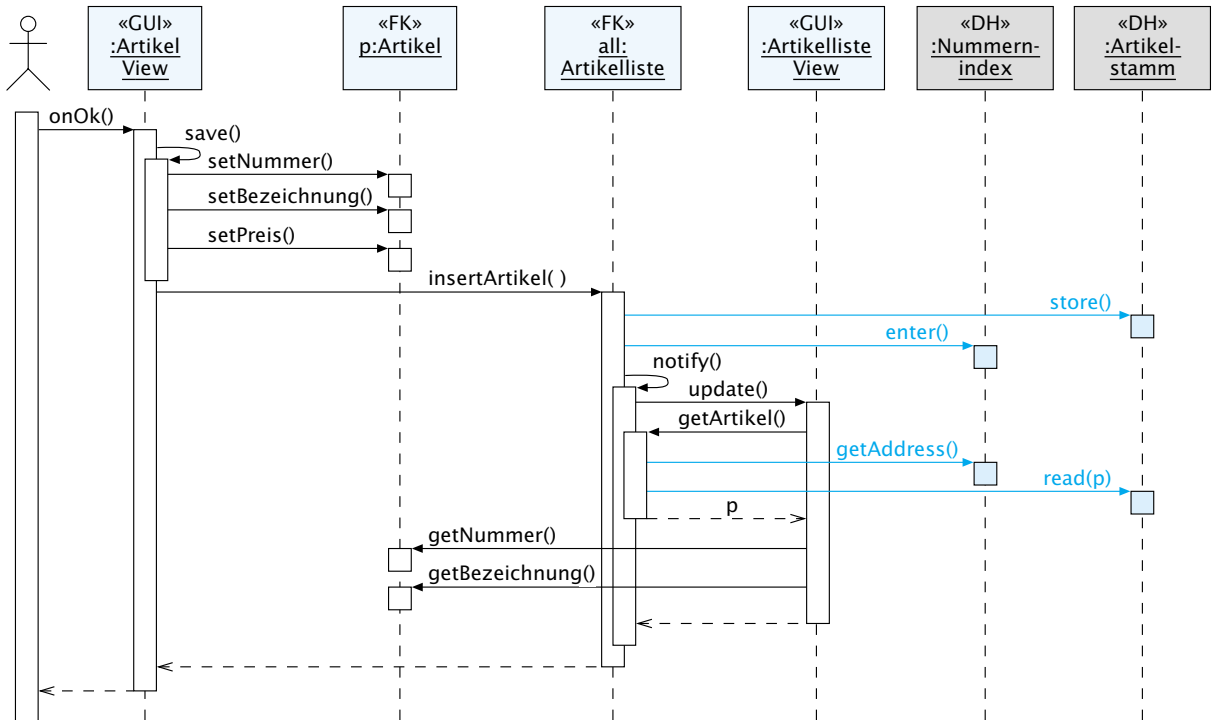 «GUI»
:Artikel
View
«FK»
p:Artikel
«FK»
all:
Artikelliste
«GUI»
:Artikelliste
View
«DH»
:Nummern-
index
«DH»
:Artikel-
stamm
onOk()
save()
setNummer()
setBezeichnung()
setPreis()
insertArtikel( )
store()
enter()
notify()
update()
getArtikel()
getAddress()
read(p)
p
getNummer()
getBezeichnung()